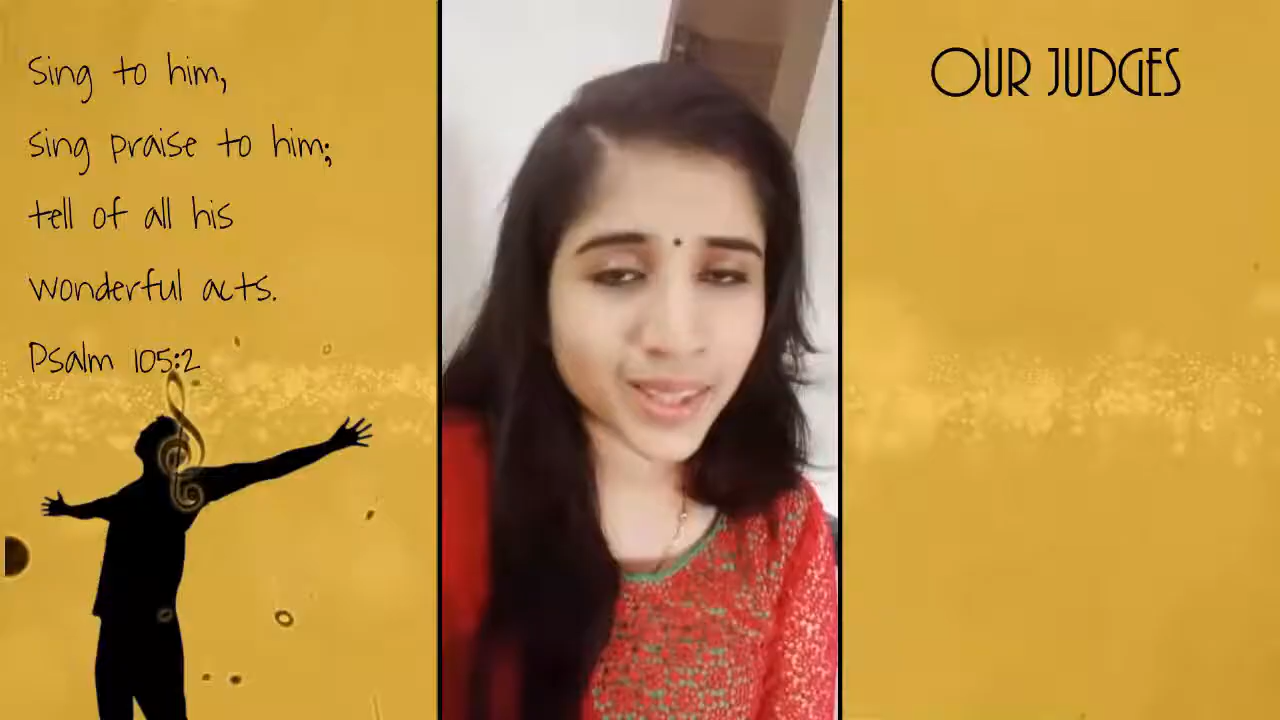 Sing to him,
sing praise to him;
tell of all his
wonderful acts.
Psalm 105:2
OUR JUDGES